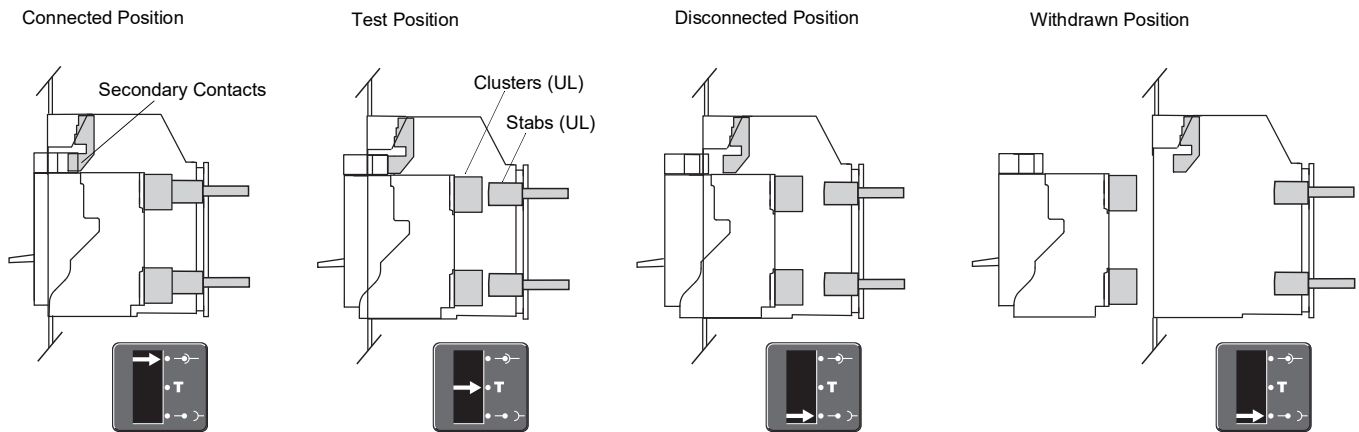 Connected Position
Test Position
Disconnected Position
Withdrawn Position
Secondary Contacts
Clusters (UL)
Stabs (UL)
T
T
T
T